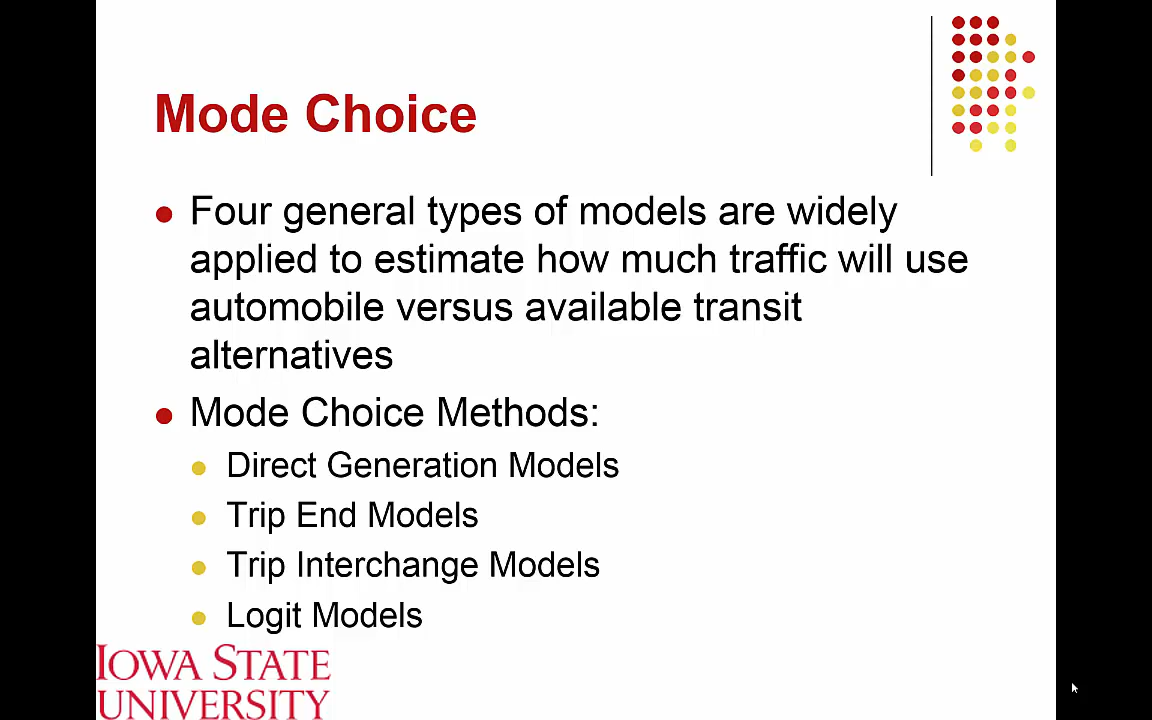 Mode Choice
Four general types of models are widely
applied to estimate how much traffic will use
automobile versus available transit
alternatives
Mode Choice Methods:
Direct Generation Models
Trip End Models
Trip Interchange Models
Logit Models
IOWA STATE
UNIVERSITY